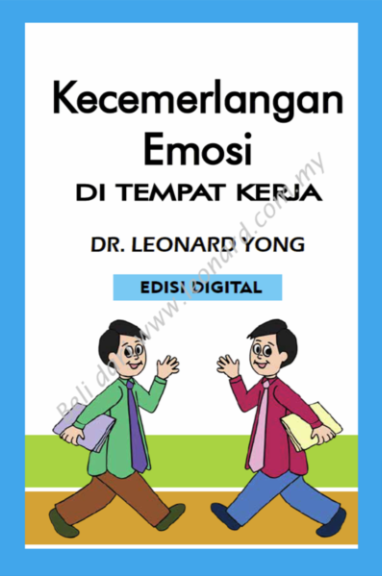 Kecemerlangan
Emosi
DI TEMPAT KERJA
DR. LEONARD YONG
EDISI DIGITAL